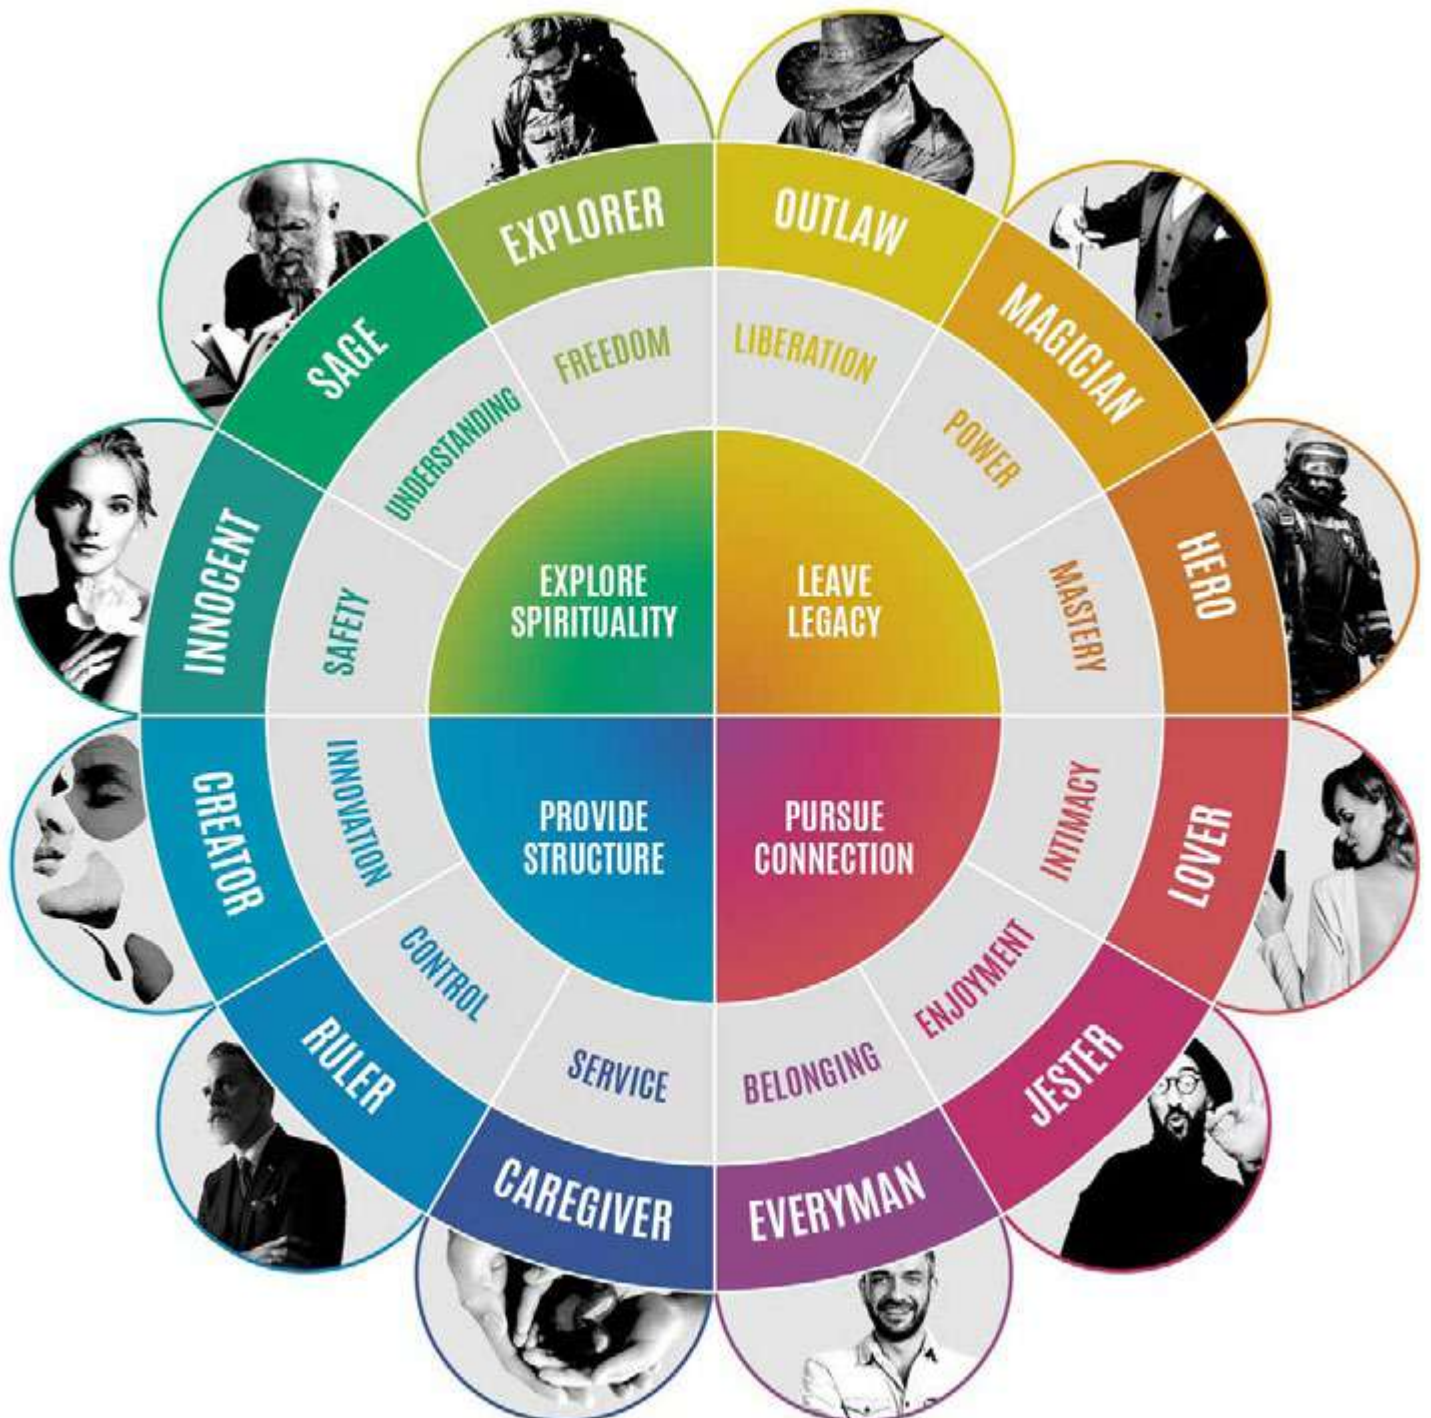 EXPLORER
OUTLAW
MAGICIAN
HERO
LOVER
JESTER
EVERYMAN
CAREGIVER
RULER
CREATOR
INNOCENT
SAGE
FREEDOM
LIBERATION
POWER
MASTERY
INTIMACY
ENJOYMENT
BELONGING
SERVICE
CONTROL
INNOVATION
SAFETY
UNDERSTANDING
EXPLORE
SPIRITUALITY
LEAVE
LEGACY
PROVIDE
STRUCTURE
PURSUE
CONNECTION